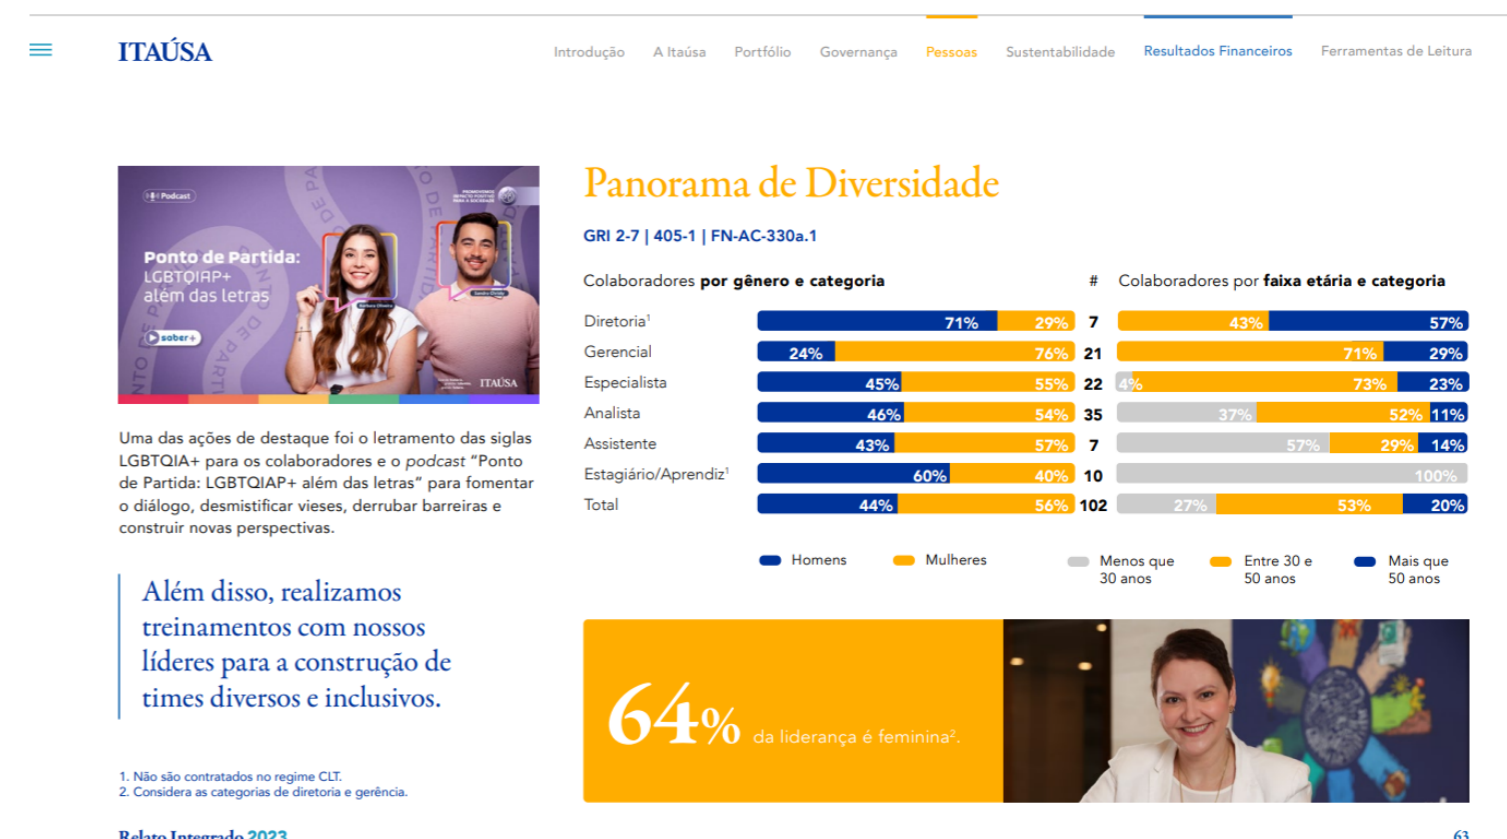 ITAÚSA
Introdução
A Itaúsa
Portfólio
Governança
Pessoas
Sustentabilidade
Resultados Financeiros
Ferramentas de Leitura
Podcast
PROMOVENDO
IMPACTO POSITIVO
PARA A SOCIEDADE
Ponto de Partida:
LGBTQIAP+
além das letras
saber+
ITAÚSA
Uma das ações de destaque foi o letramento das siglas
LGBTQIA+ para os colaboradores e o podcast “Ponto
de Partida: LGBTQIAP+ além das letras” para fomentar
o diálogo, desmistificar vieses, derrubar barreiras e
construir novas perspectivas.
Além disso, realizamos
treinamentos com nossos
líderes para a construção de
times diversos e inclusivos.
1. Não são contratados no regime CLT.
2. Considera as categorias de diretoria e gerência.
Panorama de Diversidade
GRI 2-7 | 405-1 | FN-AC-330a.1
Colaboradores por gênero e categoria # Colaboradores por faixa etária e categoria
Diretoria¹ 71% 29% 7 43% 57%
Gerencial 24% 76% 21 71% 29%
Especialista 45% 55% 22 4% 73% 23%
Analista 46% 54% 35 37% 52% 11%
Assistente 43% 57% 7 57% 29% 14%
Estagiário/Aprendiz¹ 60% 40% 10 100%
Total 44% 56% 102 27% 53% 20%
Homens
Mulheres
Menos que
30 anos
Entre 30 e
50 anos
Mais que
50 anos
64% da liderança é feminina².
Relato Integrado 2023
63